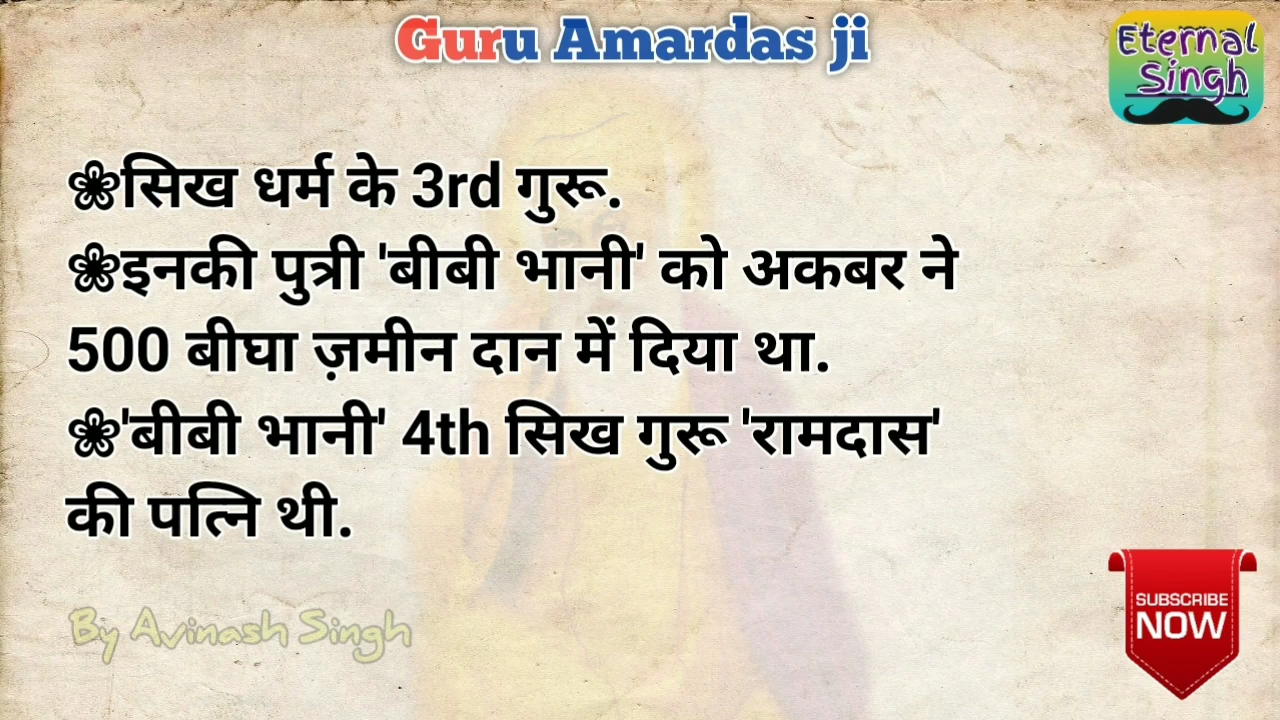 Guru Amardas ji
Eternal
Singh
❀सिख धर्म के 3rd गुरू.
❀इनकी पुत्री 'बीबी भानी' को अकबर ने
500 बीघा ज़मीन दान में दिया था.
❀'बीबी भानी' 4th सिख गुरू 'रामदास'
की पत्नि थी.
By Avinash Singh
SUBSCRIBE
NOW